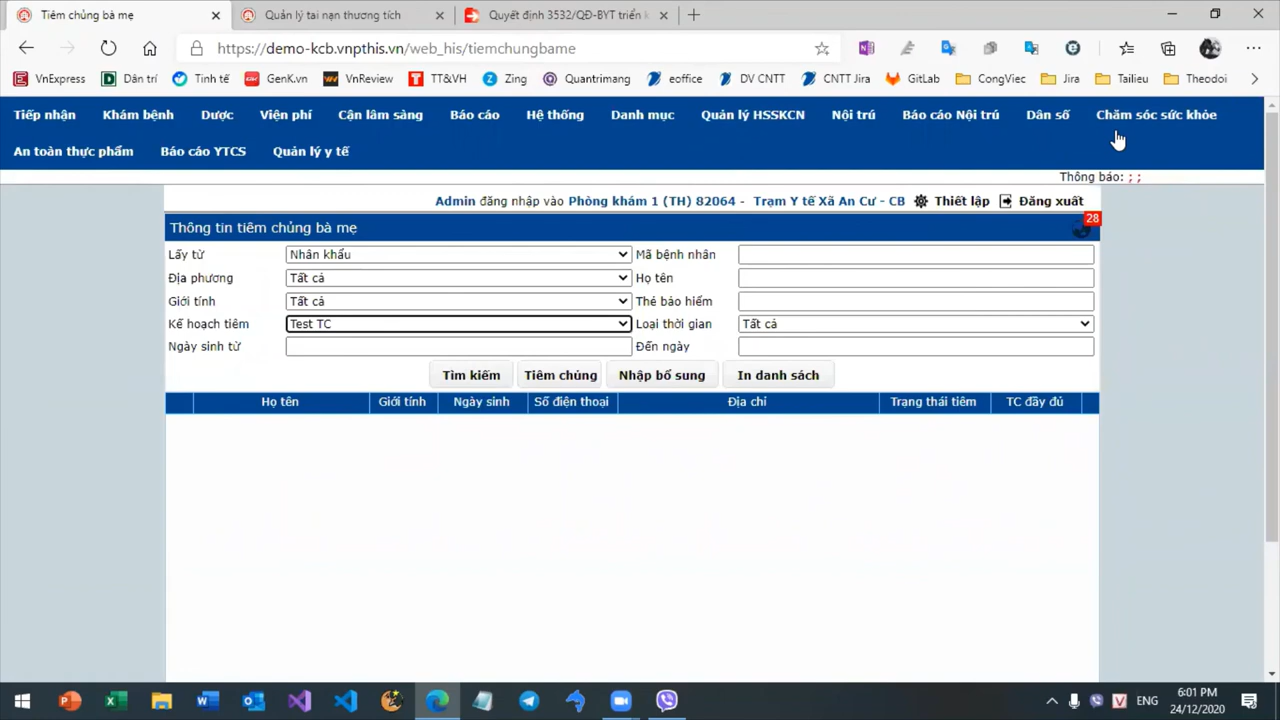 Tiêm chủng bà mẹ
Quản lý tai nạn thương tích
Quyết định 3532/QĐ-BYT triển k
https://demo-kcb.vnpthis.vn/web_his/tiemchungbame
VnExpress Dân trí Tinh tế GenK.vn VnReview TT&VH Zing Quantrimang eoffice DV CNTT CNTT Jira GitLab CongViec Jira Tailieu Theodoi
Tiếp nhận Khám bệnh Dược Viện phí Cận lâm sàng Báo cáo Hệ thống Danh mục Quản lý HSSKCN Nội trú Báo cáo Nội trú Dân số Chăm sóc sức khỏe
An toàn thực phẩm Báo cáo YTCS Quản lý y tế
Thông báo: ; ;
Admin đăng nhập vào Phòng khám 1 (TH) 82064 - Trạm Y tế Xã An Cư - CB Thiết lập Đăng xuất
Thông tin tiêm chủng bà mẹ 28
Lấy từ Nhân khẩu Mã bệnh nhân
Địa phương Tất cả Họ tên
Giới tính Tất cả Thẻ bảo hiểm
Kế hoạch tiêm Test TC Loại thời gian Tất cả
Ngày sinh từ Đến ngày
Tìm kiếm Tiêm chủng Nhập bổ sung In danh sách
Họ tên Giới tính Ngày sinh Số điện thoại Địa chỉ Trạng thái tiêm TC đầy đủ
ENG 6:01 PM
24/12/2020